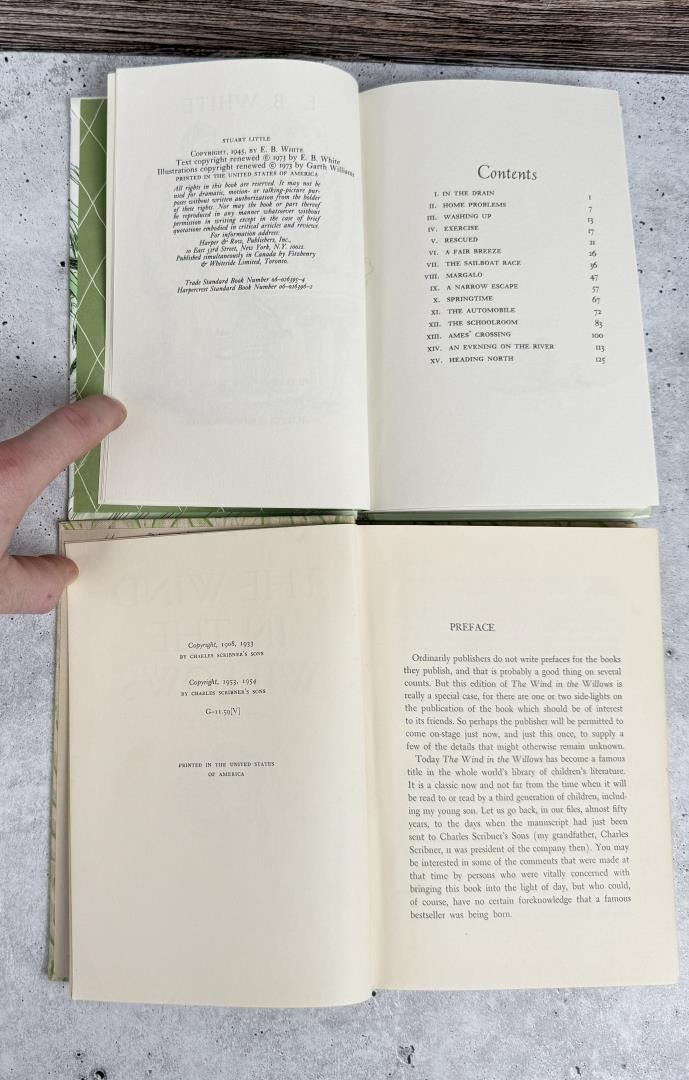 STUART LITTLE
COPYRIGHT, 1945, BY E. B. WHITE
Text copyright renewed © 1973 by E. B. White
Illustrations copyright renewed © 1973 by Garth Williams
PRINTED IN THE UNITED STATES OF AMERICA
All rights in this book are reserved. It may not be
used for dramatic, motion- or talking-picture pur-
poses without written authorization from the holder
of these rights. Nor may the book or part thereof
be reproduced in any manner whatsoever without
permission in writing except in the case of brief
quotations embodied in critical articles and reviews.
For information address:
Harper & Row, Publishers, Inc.,
10 East 53rd Street, New York, N.Y. 10022.
Published simultaneously in Canada by Fitzhenry
& Whiteside Limited, Toronto.
Trade Standard Book Number 06-026395-4
Harpercrest Standard Book Number 06-026396-2
Contents
I. IN THE DRAIN 1
II. HOME PROBLEMS 7
III. WASHING UP 13
IV. EXERCISE 17
V. RESCUED 21
VI. A FAIR BREEZE 26
VII. THE SAILBOAT RACE 36
VIII. MARGALO 47
IX. A NARROW ESCAPE 57
X. SPRINGTIME 67
XI. THE AUTOMOBILE 72
XII. THE SCHOOLROOM 83
XIII. AMES' CROSSING 100
XIV. AN EVENING ON THE RIVER 113
XV. HEADING NORTH 125
Copyright, 1908, 1933
BY CHARLES SCRIBNER'S SONS
Copyright, 1953, 1954
BY CHARLES SCRIBNER'S SONS
G-11.59[V]
PRINTED IN THE UNITED STATES
OF AMERICA
PREFACE
Ordinarily publishers do not write prefaces for the books
they publish, and that is probably a good thing on several
counts. But this edition of The Wind in the Willows is
really a special case, for there are one or two side-lights on
the publication of the book which should be of interest
to its friends. So perhaps the publisher will be permitted to
come on-stage just now, and just this once, to supply a
few of the details that might otherwise remain unknown.
Today The Wind in the Willows has become a famous
title in the whole world's library of children's literature.
It is a classic now and not far from the time when it will
be read to or read by a third generation of children, includ-
ing my young son. Let us go back, in our files, almost fifty
years, to the days when the manuscript had just been
sent to Charles Scribner's Sons (my grandfather, Charles
Scribner, II was president of the company then). You may
be interested in some of the comments that were made at
that time by persons who were vitally concerned with
bringing this book into the light of day, but who could,
of course, have no certain foreknowledge that a famous
bestseller was being born.